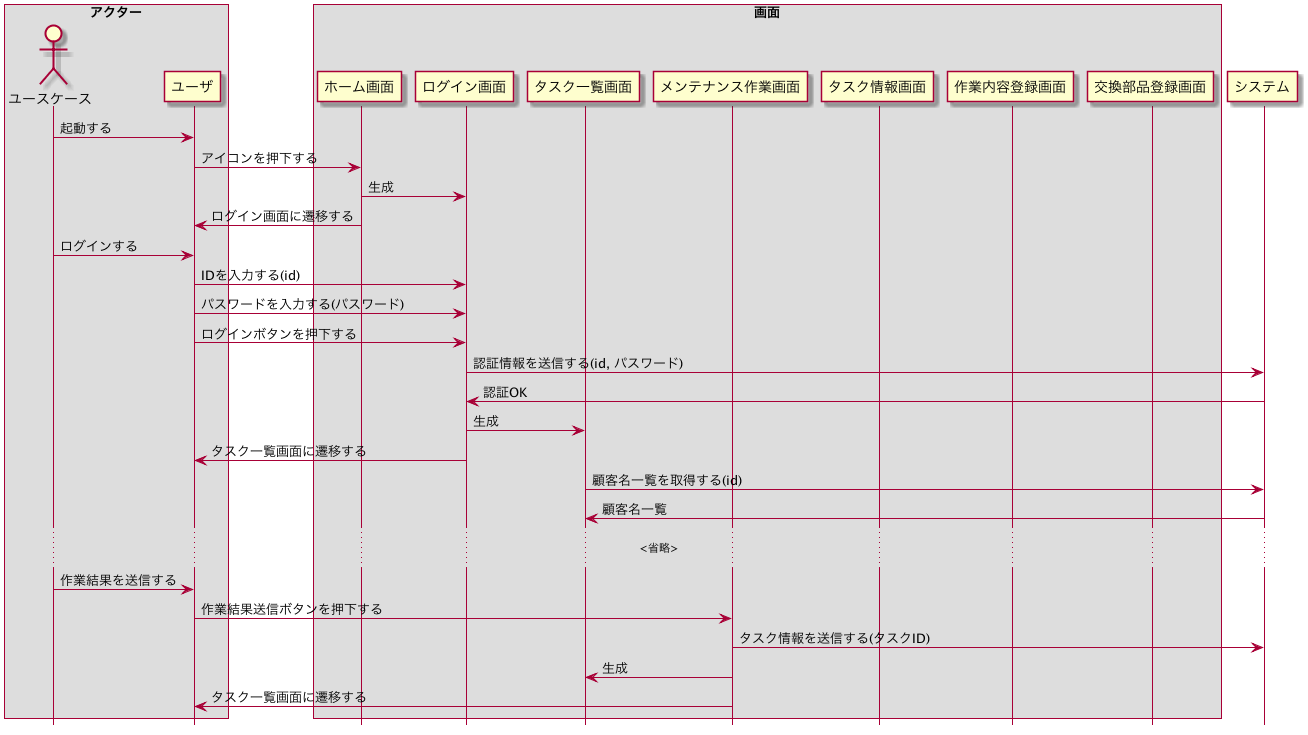 アクター
画面
ユースケース
ユーザ
ホーム画面
ログイン画面
タスク一覧画面
メンテナンス作業画面
タスク情報画面
作業内容登録画面
交換部品登録画面
システム
起動する
アイコンを押下する
生成
ログイン画面に遷移する
ログインする
IDを入力する(id)
パスワードを入力する(パスワード)
ログインボタンを押下する
認証情報を送信する(id, パスワード)
認証OK
生成
タスク一覧画面に遷移する
顧客名一覧を取得する(id)
顧客名一覧
<省略>
作業結果を送信する
作業結果送信ボタンを押下する
タスク情報を送信する(タスクID)
生成
タスク一覧画面に遷移する